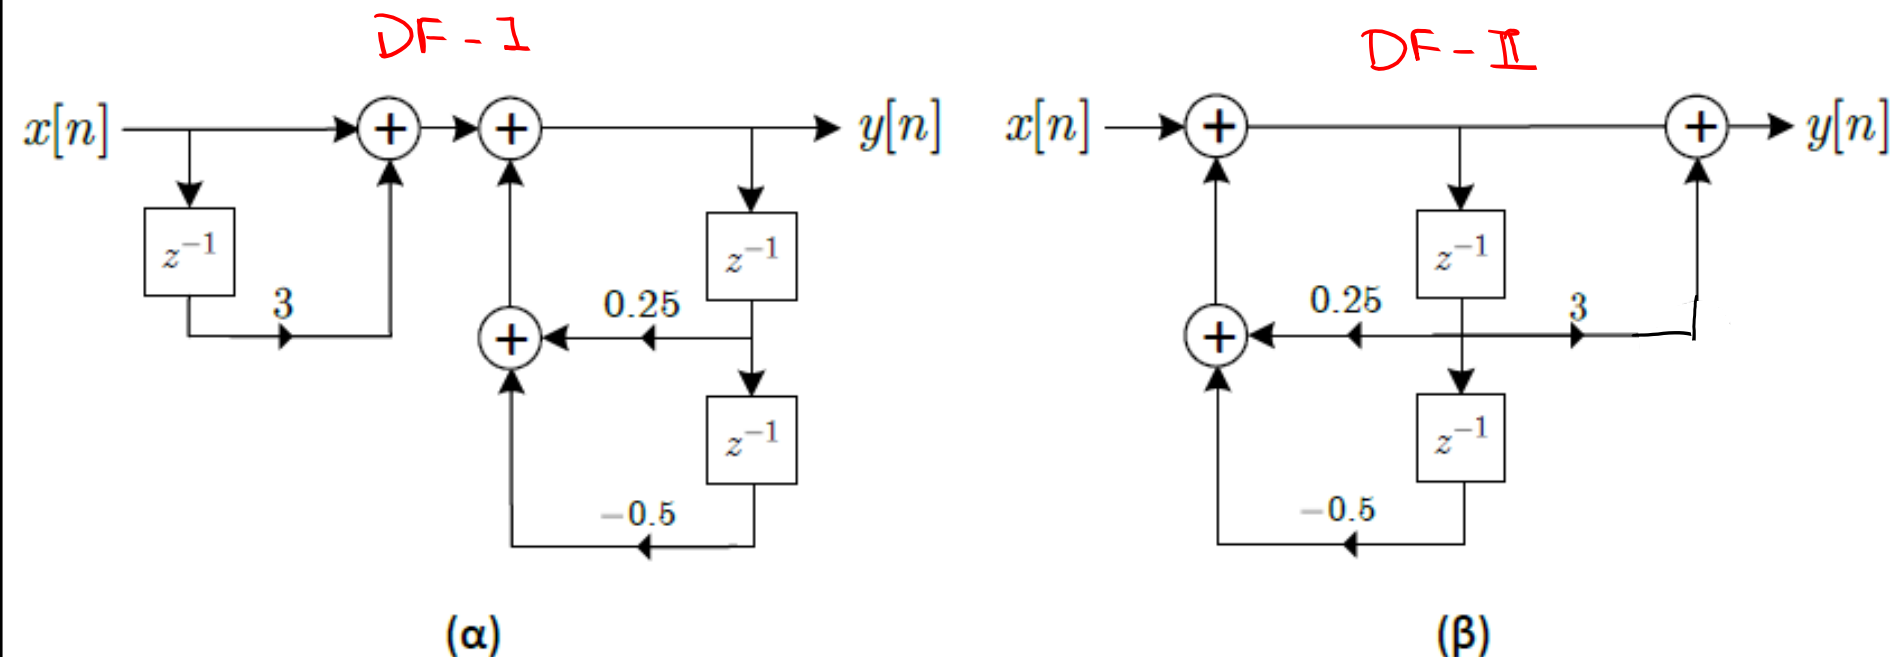 DF - I
DF - II
x[n] + + y[n]
x[n] + + y[n]
z⁻¹
z⁻¹
3
0.25
+
z⁻¹
−0.5
z⁻¹
0.25
3
+
z⁻¹
−0.5
(α)
(β)